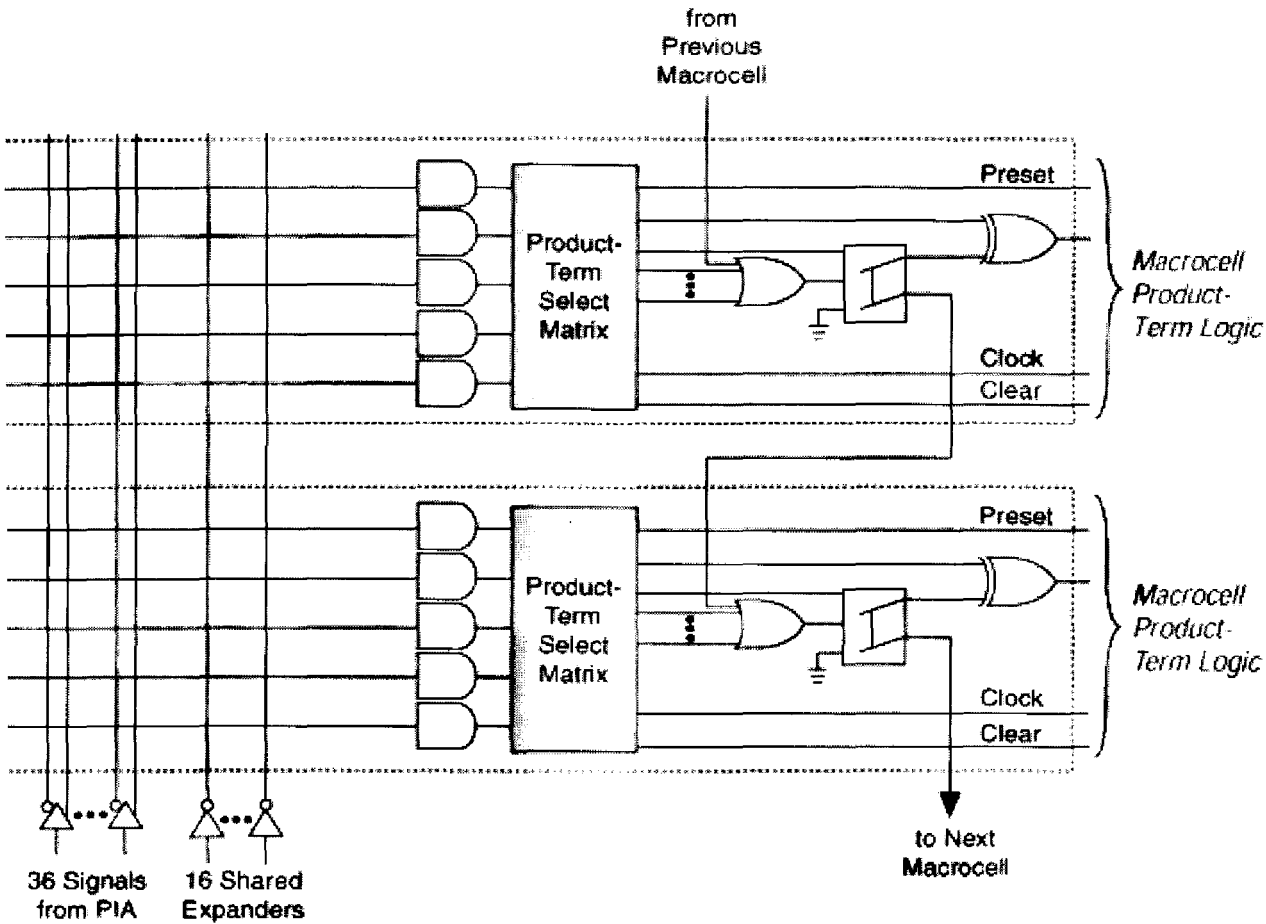 from
Previous
Macrocell
Preset
Product-
Term
Select
Matrix
Macrocell
Product-
Term Logic
Clock
Clear
Preset
Product-
Term
Select
Matrix
Macrocell
Product-
Term Logic
Clock
Clear
to Next
Macrocell
36 Signals
from PIA
16 Shared
Expanders